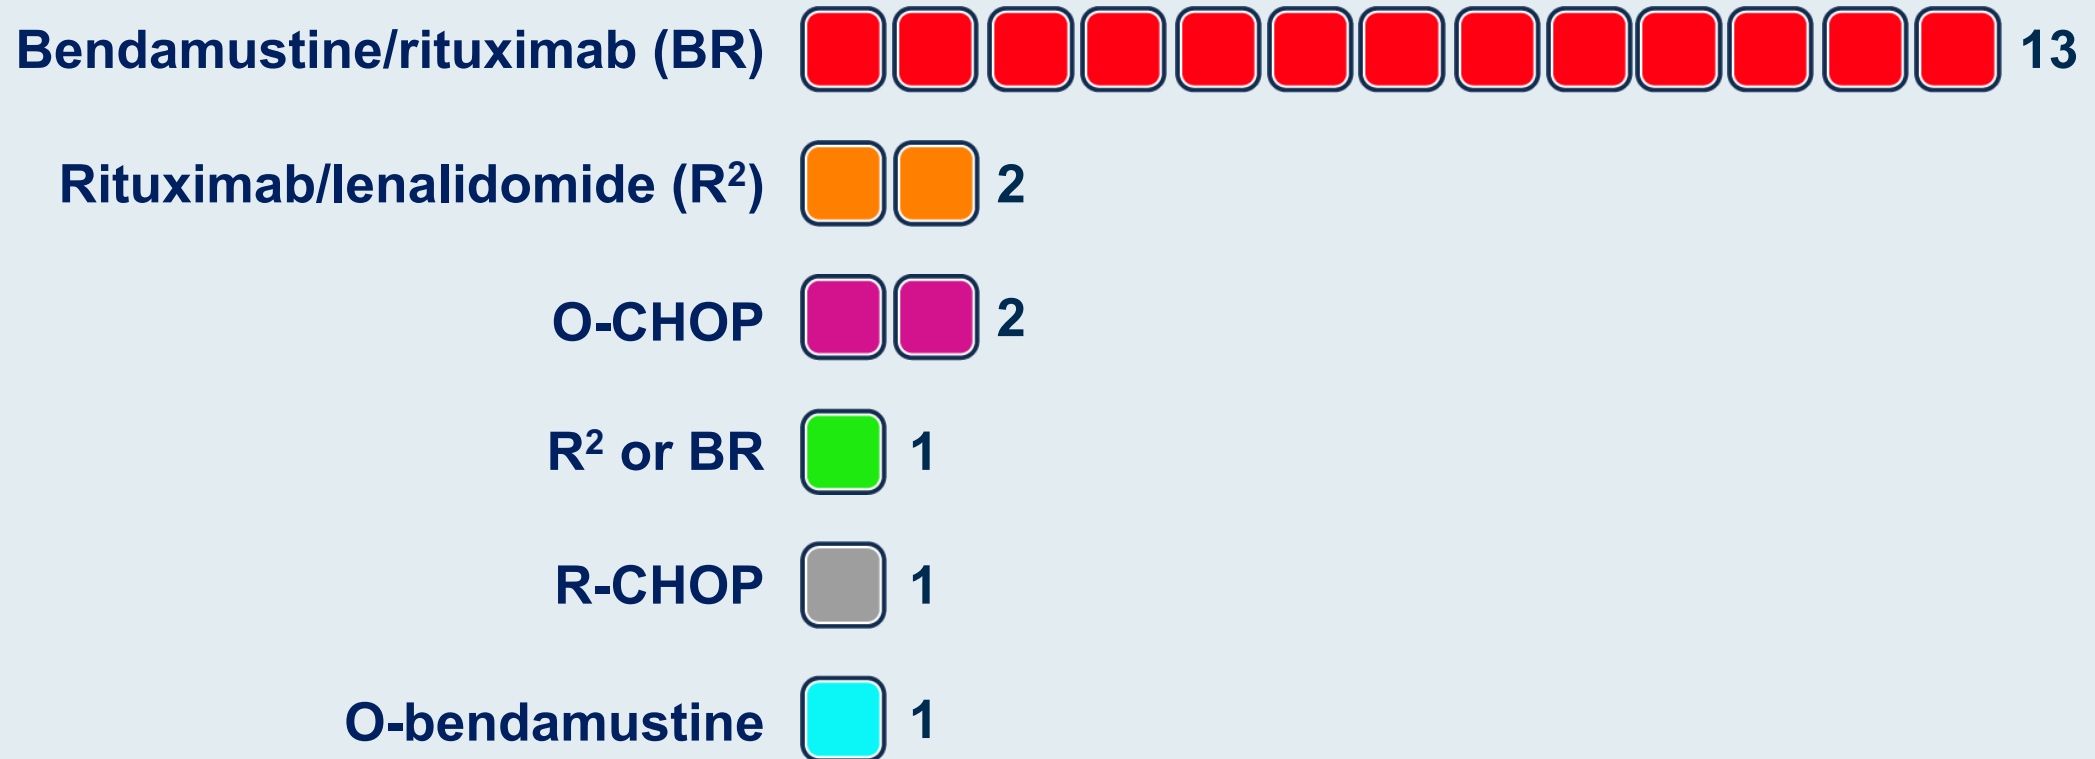 Bendamustine/rituximab (BR) 13
Rituximab/lenalidomide (R²) 2
O-CHOP 2
R² or BR 1
R-CHOP 1
O-bendamustine 1